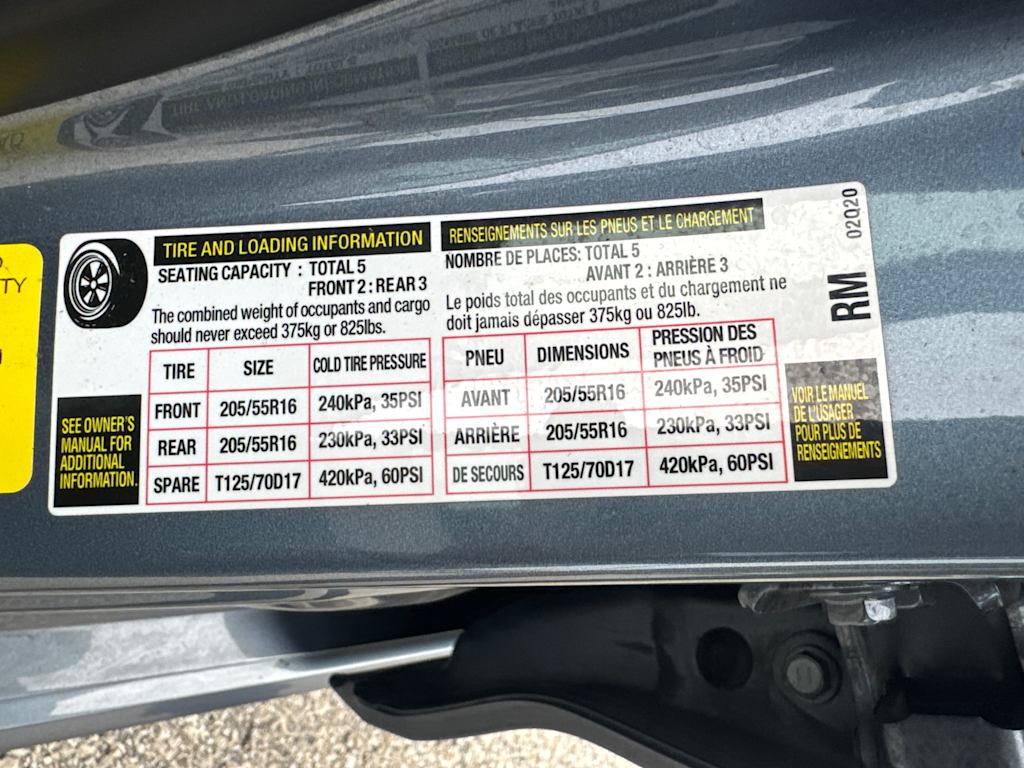 TIRE AND LOADING INFORMATION
SEATING CAPACITY : TOTAL 5
FRONT 2 : REAR 3
The combined weight of occupants and cargo
should never exceed 375kg or 825lbs.
TIRE SIZE COLD TIRE PRESSURE
FRONT 205/55R16 240kPa, 35PSI
REAR 205/55R16 230kPa, 33PSI
SPARE T125/70D17 420kPa, 60PSI
SEE OWNER'S
MANUAL FOR
ADDITIONAL
INFORMATION.
RENSEIGNEMENTS SUR LES PNEUS ET LE CHARGEMENT
NOMBRE DE PLACES: TOTAL 5
AVANT 2 : ARRIÈRE 3
Le poids total des occupants et du chargement ne
doit jamais dépasser 375kg ou 825lb.
PNEU DIMENSIONS PRESSION DES
PNEUS À FROID
AVANT 205/55R16 240kPa, 35PSI
ARRIÈRE 205/55R16 230kPa, 33PSI
DE SECOURS T125/70D17 420kPa, 60PSI
VOIR LE MANUEL
DE L'USAGER
POUR PLUS DE
RENSEIGNEMENTS
RM
02Q20
TY